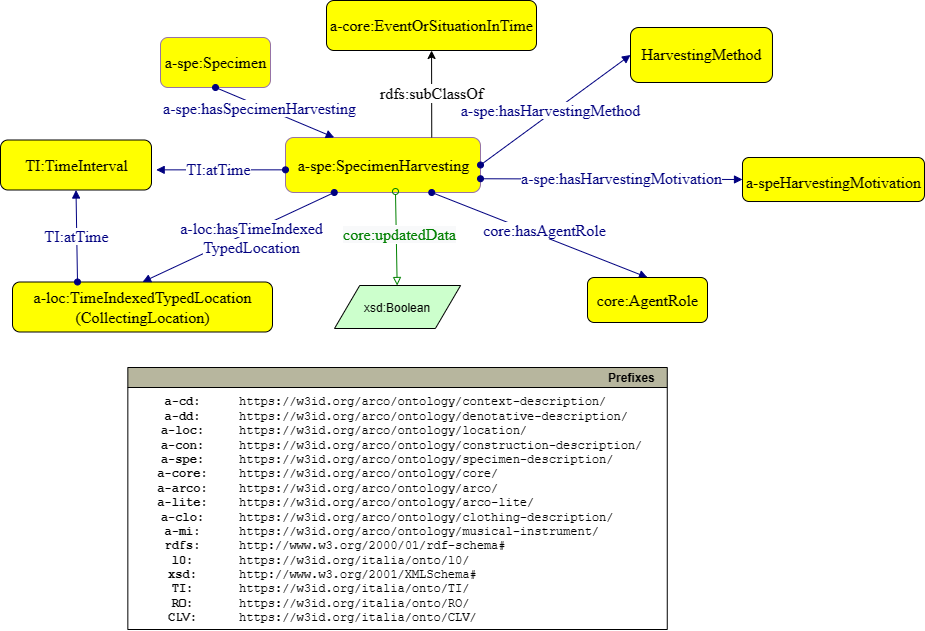 a-core:EventOrSituationInTime
a-spe:Specimen
HarvestingMethod
rdfs:subClassOf
a-spe:hasSpecimenHarvesting
a-spe:hasHarvestingMethod
TI:TimeInterval
TI:atTime
a-spe:SpecimenHarvesting
a-spe:hasHarvestingMotivation
a-speHarvestingMotivation
TI:atTime
a-loc:hasTimeIndexed
TypedLocation
core:updatedData
core:hasAgentRole
a-loc:TimeIndexedTypedLocation
(CollectingLocation)
xsd:Boolean
core:AgentRole
Prefixes
a-cd: https://w3id.org/arco/ontology/context-description/
a-dd: https://w3id.org/arco/ontology/denotative-description/
a-loc: https://w3id.org/arco/ontology/location/
a-con: https://w3id.org/arco/ontology/construction-description/
a-spe: https://w3id.org/arco/ontology/specimen-description/
a-core: https://w3id.org/arco/ontology/core/
a-arco: https://w3id.org/arco/ontology/arco/
a-lite: https://w3id.org/arco/ontology/arco-lite/
a-clo: https://w3id.org/arco/ontology/clothing-description/
a-mi: https://w3id.org/arco/ontology/musical-instrument/
rdfs: http://www.w3.org/2000/01/rdf-schema#
l0: https://w3id.org/italia/onto/l0/
xsd: http://www.w3.org/2001/XMLSchema#
TI: https://w3id.org/italia/onto/TI/
RO: https://w3id.org/italia/onto/RO/
CLV: https://w3id.org/italia/onto/CLV/